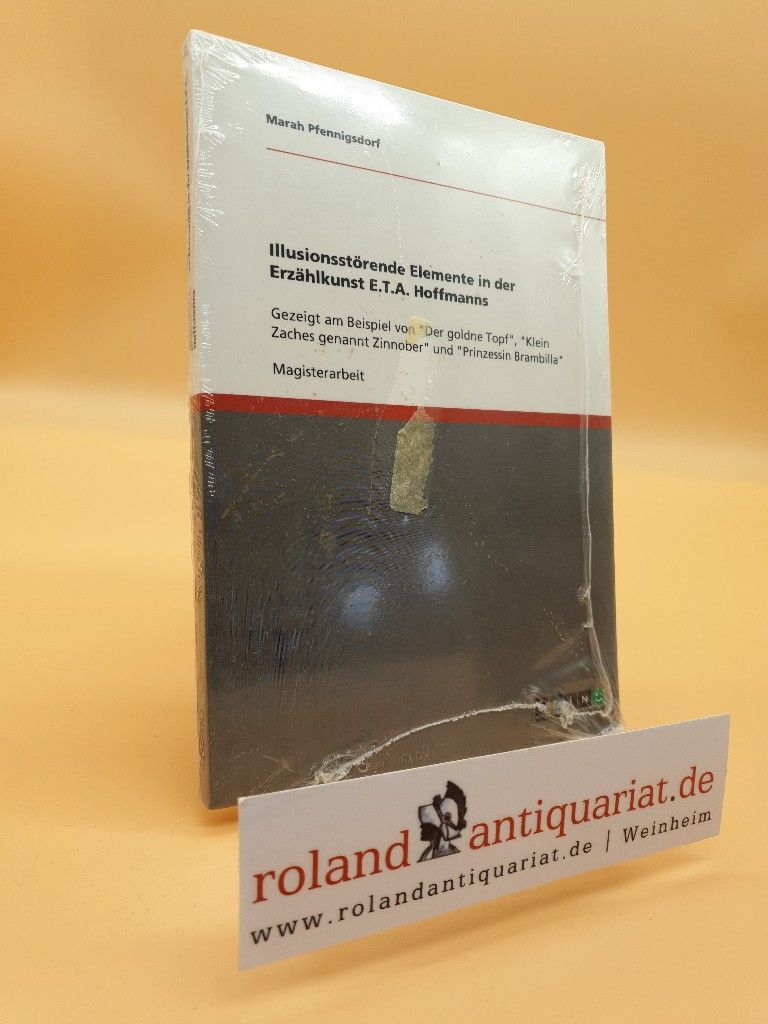 Marah Pfennigsdorf
Illusionsstörende Elemente in der
Erzählkunst E.T.A. Hoffmanns
Gezeigt am Beispiel von "Der goldne Topf", "Klein
Zaches genannt Zinnober" und "Prinzessin Brambilla"
Magisterarbeit
roland antiquariat.de
www.rolandantiquariat.de | Weinheim